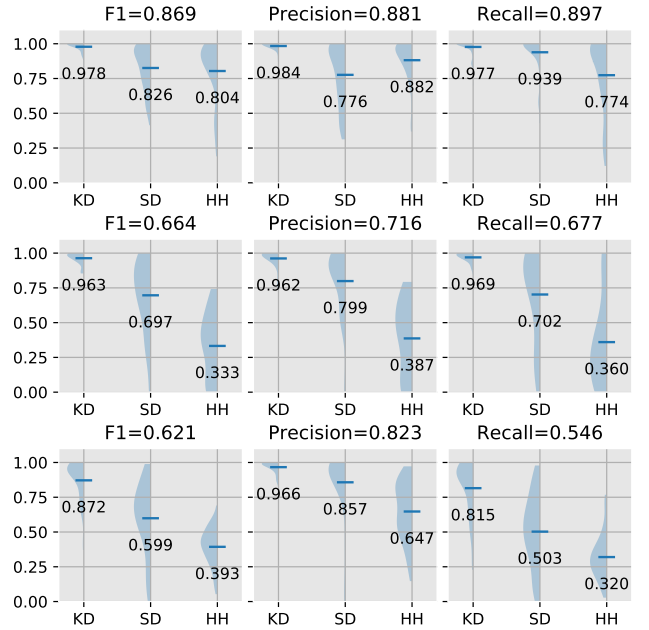 F1=0.869 Precision=0.881 Recall=0.897
1.00
0.978 0.826 0.804 0.984 0.776 0.882 0.977 0.939 0.774
0.75
0.50
0.25
0.00
KD SD HH KD SD HH KD SD HH
F1=0.664 Precision=0.716 Recall=0.677
1.00
0.963 0.697 0.333 0.962 0.799 0.387 0.969 0.702 0.360
0.75
0.50
0.25
0.00
KD SD HH KD SD HH KD SD HH
F1=0.621 Precision=0.823 Recall=0.546
1.00
0.872 0.599 0.393 0.966 0.857 0.647 0.815 0.503 0.320
0.75
0.50
0.25
0.00
KD SD HH KD SD HH KD SD HH